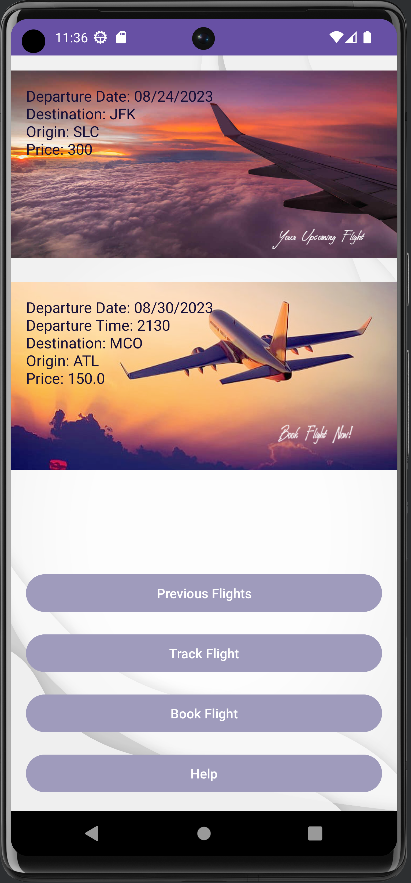 11:36
Departure Date: 08/24/2023
Destination: JFK
Origin: SLC
Price: 300
Your Upcoming Flight
Departure Date: 08/30/2023
Departure Time: 2130
Destination: MCO
Origin: ATL
Price: 150.0
Book Flight Now!
Previous Flights
Track Flight
Book Flight
Help